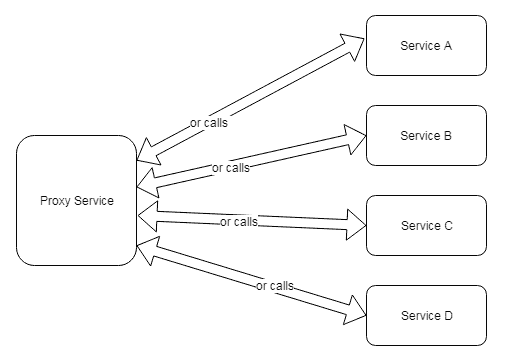 Service A
or calls
Service B
or calls
Proxy Service
or calls
Service C
or calls
Service D